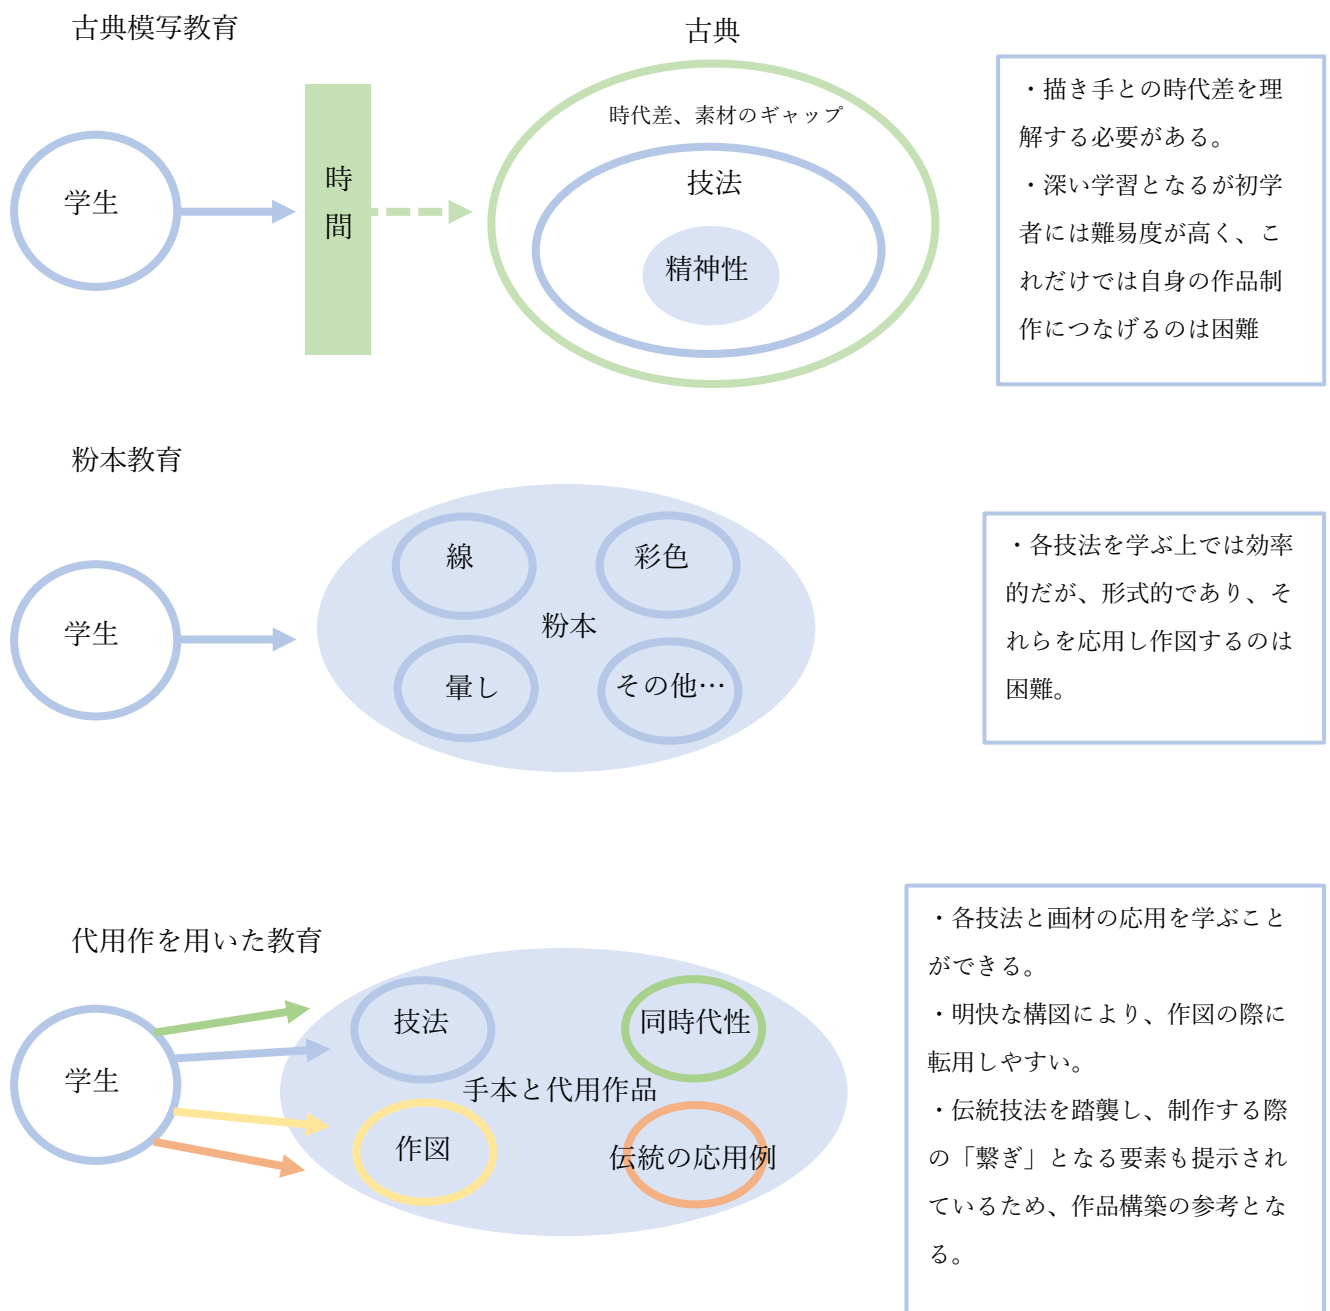 古典模写教育
古典
学生
時
間
時代差、素材のギャップ
技法
精神性
・描き手との時代差を理
解する必要がある。
・深い学習となるが初学
者には難易度が高く、こ
れだけでは自身の作品制
作につなげるのは困難
粉本教育
学生
線
彩色
粉本
暈し
その他…
・各技法を学ぶ上では効率
的だが、形式的であり、そ
れらを応用し作図するのは
困難。
代用作を用いた教育
学生
技法
同時代性
手本と代用作品
作図
伝統の応用例
・各技法と画材の応用を学ぶこと
ができる。
・明快な構図により、作図の際に
転用しやすい。
・伝統技法を踏襲し、制作する際
の「繋ぎ」となる要素も提示され
ているため、作品構築の参考とな
る。